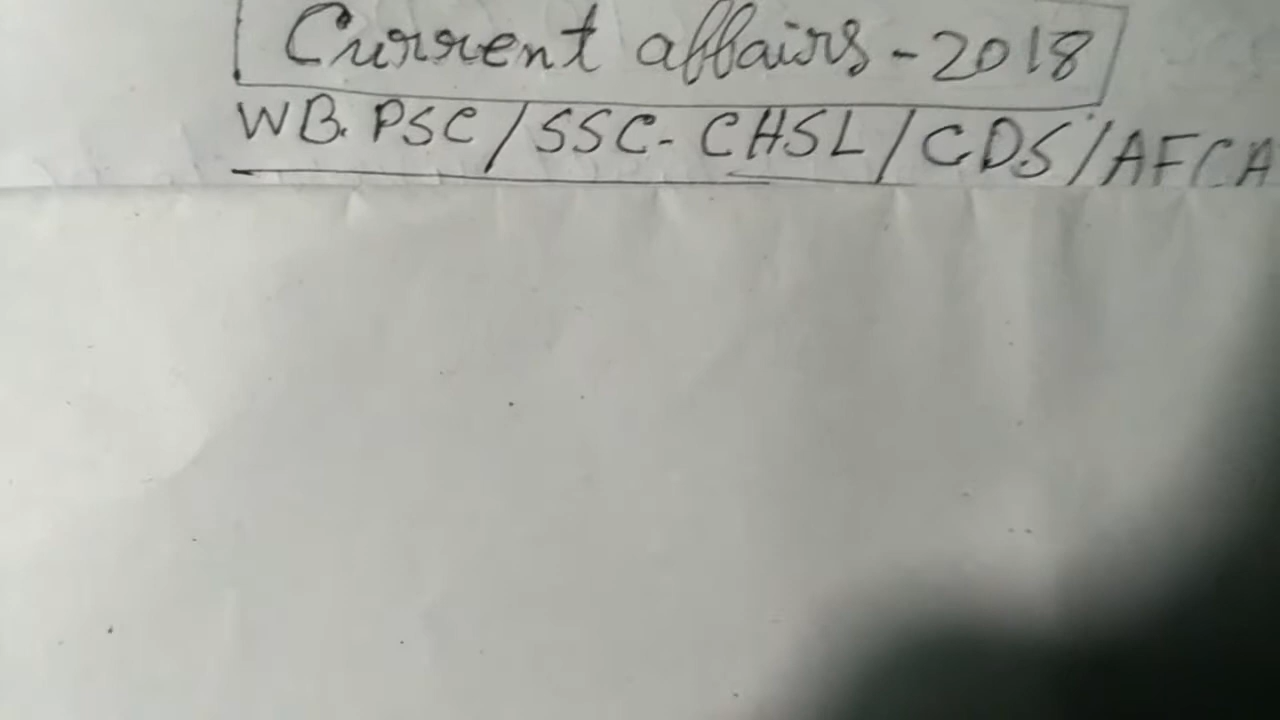 Current affairs - 2018
WB. PSC / SSC - CHSL / CDS / AFCA